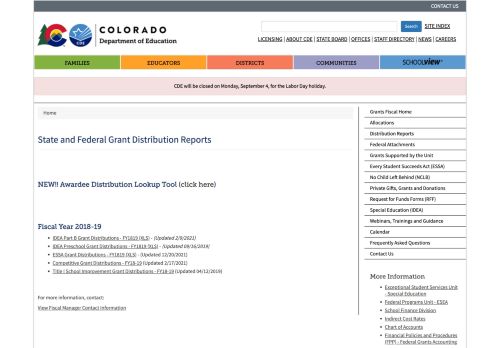 CONTACT US
COLORADO
Department of Education
CDE
Search
SITE INDEX
LICENSING | ABOUT CDE | STATE BOARD | OFFICES | STAFF DIRECTORY | NEWS | CAREERS
FAMILIES
EDUCATORS
DISTRICTS
COMMUNITIES
SCHOOLVIEW
CDE will be closed on Monday, September 4, for the Labor Day holiday.
Home
State and Federal Grant Distribution Reports
NEW!! Awardee Distribution Lookup Tool (click here)
Fiscal Year 2018-19
• IDEA Part B Grant Distributions - FY1819 (XLS) - (Updated 2/9/2021)
• IDEA Preschool Grant Distributions - FY1819 (XLS) - (Updated 09/16/2019)
• ESSA Grant Distributions - FY1819 (XLS) - (Updated 12/20/2021)
• Competitive Grant Distributions - FY18-19 (Updated 2/17/2021)
• Title I School Improvement Grant Distributions - FY18-19 (Updated 04/12/2019)
For more information, contact:
View Fiscal Manager Contact Information
Grants Fiscal Home
Allocations
Distribution Reports
Federal Attachments
Grants Supported by the Unit
Every Student Succeeds Act (ESSA)
No Child Left Behind (NCLB)
Private Gifts, Grants and Donations
Request for Funds Forms (RFF)
Special Education (IDEA)
Webinars, Trainings and Guidance
Calendar
Frequently Asked Questions
Contact Us
More Information
• Exceptional Student Services Unit
- Special Education
• Federal Programs Unit - ESEA
• School Finance Division
• Indirect Cost Rates
• Chart of Accounts
• Financial Policies and Procedures
(FPP) - Federal Grants Accounting